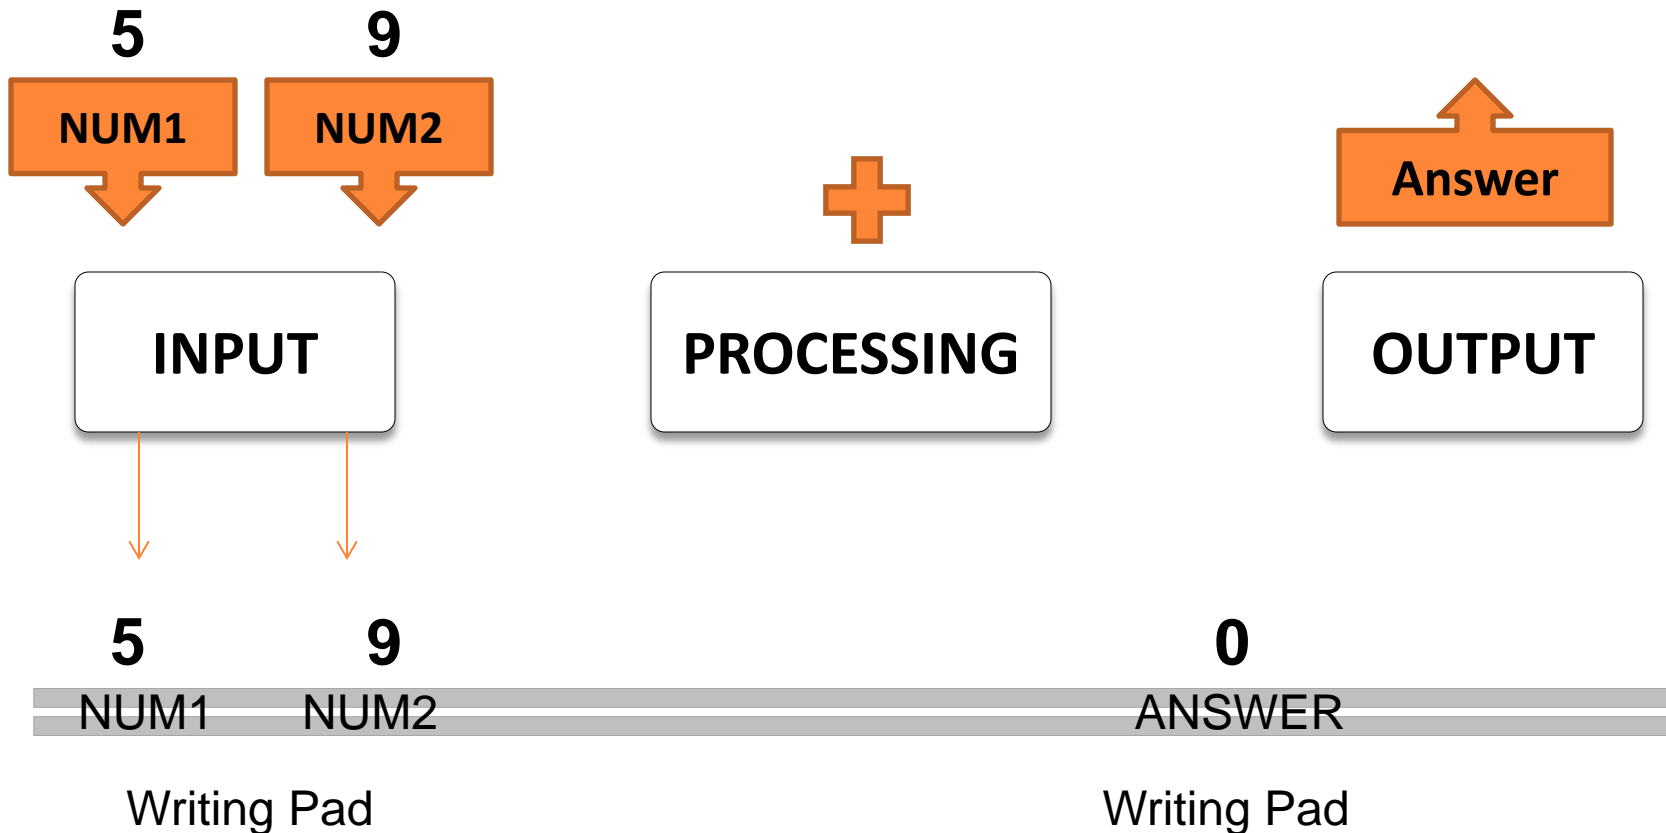 5 9
NUM1 NUM2
Answer
INPUT PROCESSING OUTPUT
5 9 0
NUM1 NUM2 ANSWER
Writing Pad Writing Pad